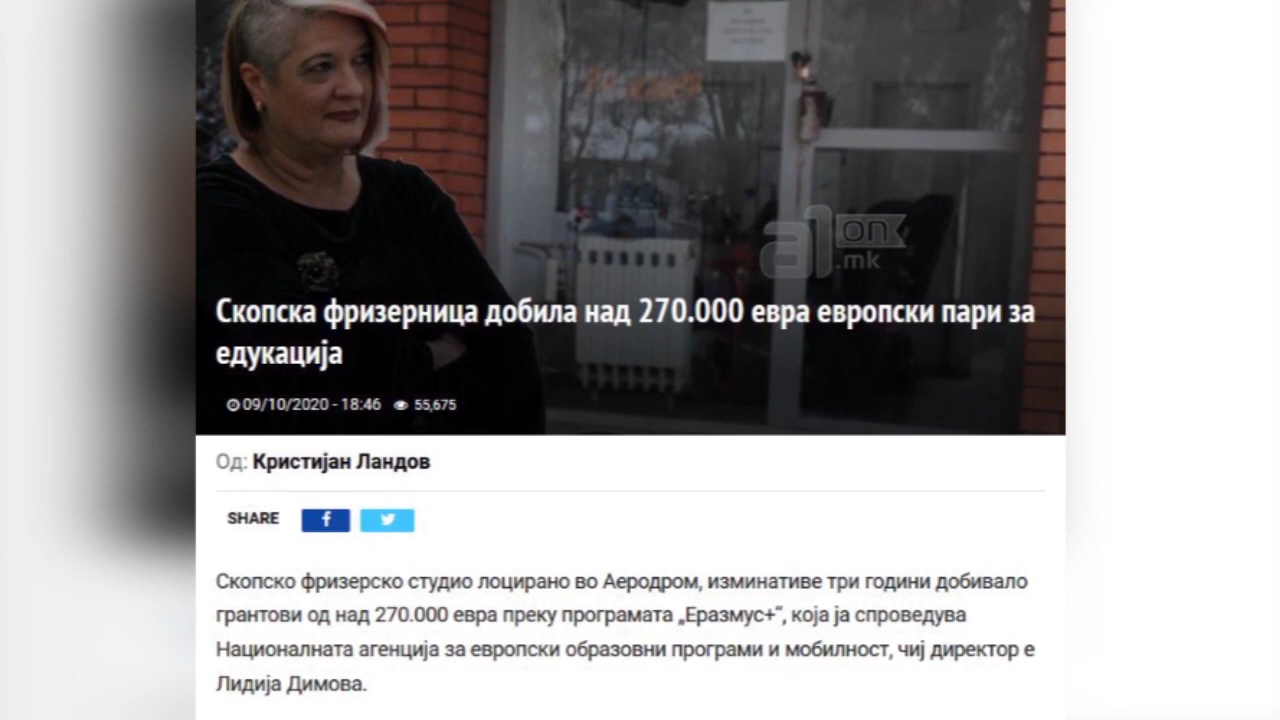 a1on.mk
Скопска фризерница добила над 270.000 евра европски пари за
едукација
09/10/2020 - 18:46 55,675
Од: Кристијан Ландов
SHARE
Скопско фризерско студио лоцирано во Аеродром, изминативе три години добивало
грантови од над 270.000 евра преку програмата „Еразмус+“, која ја спроведува
Националната агенција за европски образовни програми и мобилност, чиј директор е
Лидија Димова.